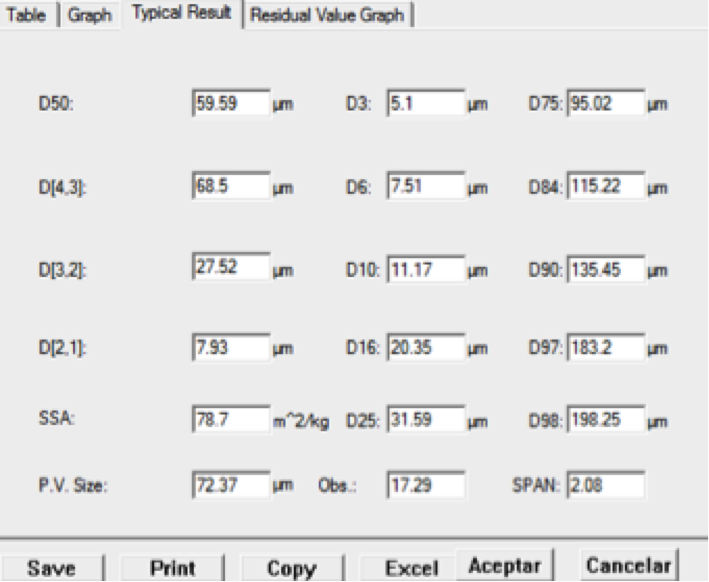 Table Graph Typical Result Residual Value Graph
D50: 59.59 µm D3: 5.1 µm D75: 95.02 µm
D[4,3]: 68.5 µm D6: 7.51 µm D84: 115.22 µm
D[3,2]: 27.52 µm D10: 11.17 µm D90: 135.45 µm
D[2,1]: 7.93 µm D16: 20.35 µm D97: 183.2 µm
SSA: 78.7 m^2/kg D25: 31.59 µm D98: 198.25 µm
P.V. Size: 72.37 µm Obs.: 17.29 SPAN: 2.08
Save Print Copy Excel Aceptar Cancelar